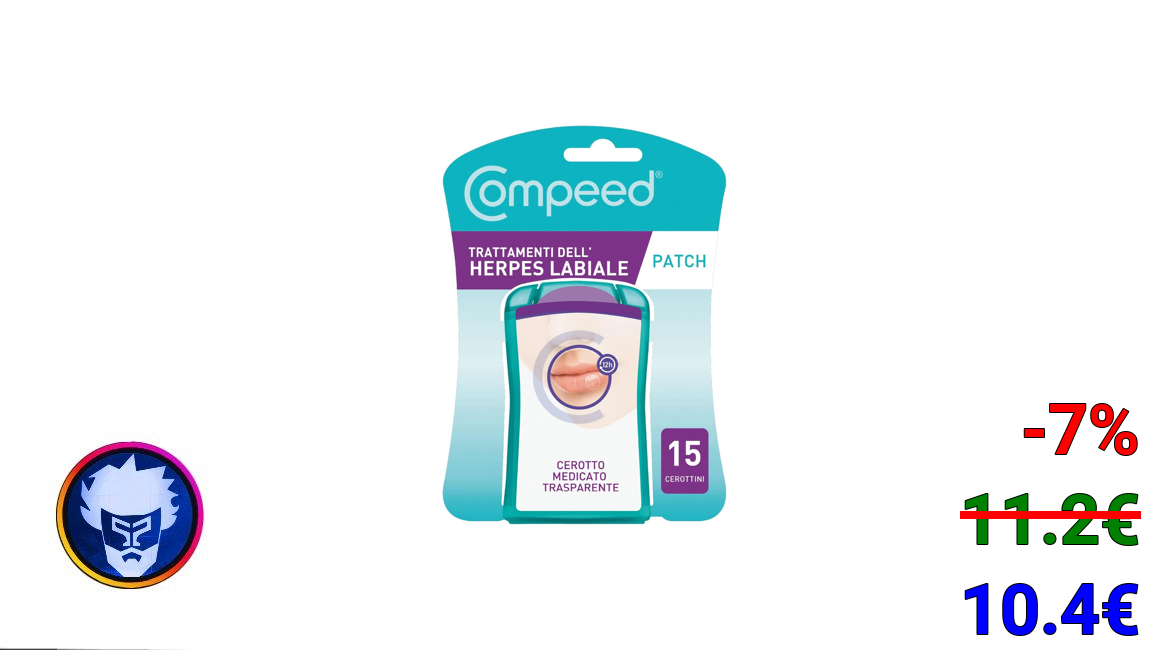 Compeed®
TRATTAMENTI DELL'
HERPES LABIALE
PATCH
12h
15
CEROTTINI
CEROTTO
MEDICATO
TRASPARENTE
-7%
11.2€
10.4€